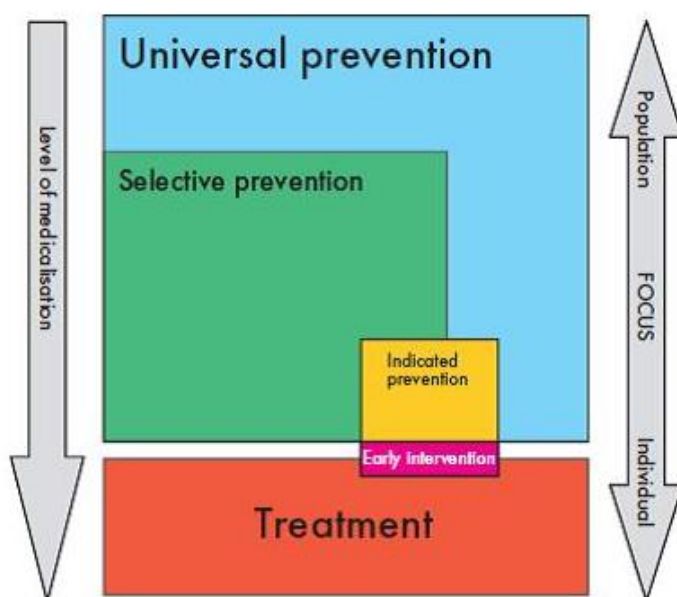 Universal prevention
Selective prevention
Indicated
prevention
Early intervention
Treatment
Level of medicalisation
Population
FOCUS
Individual